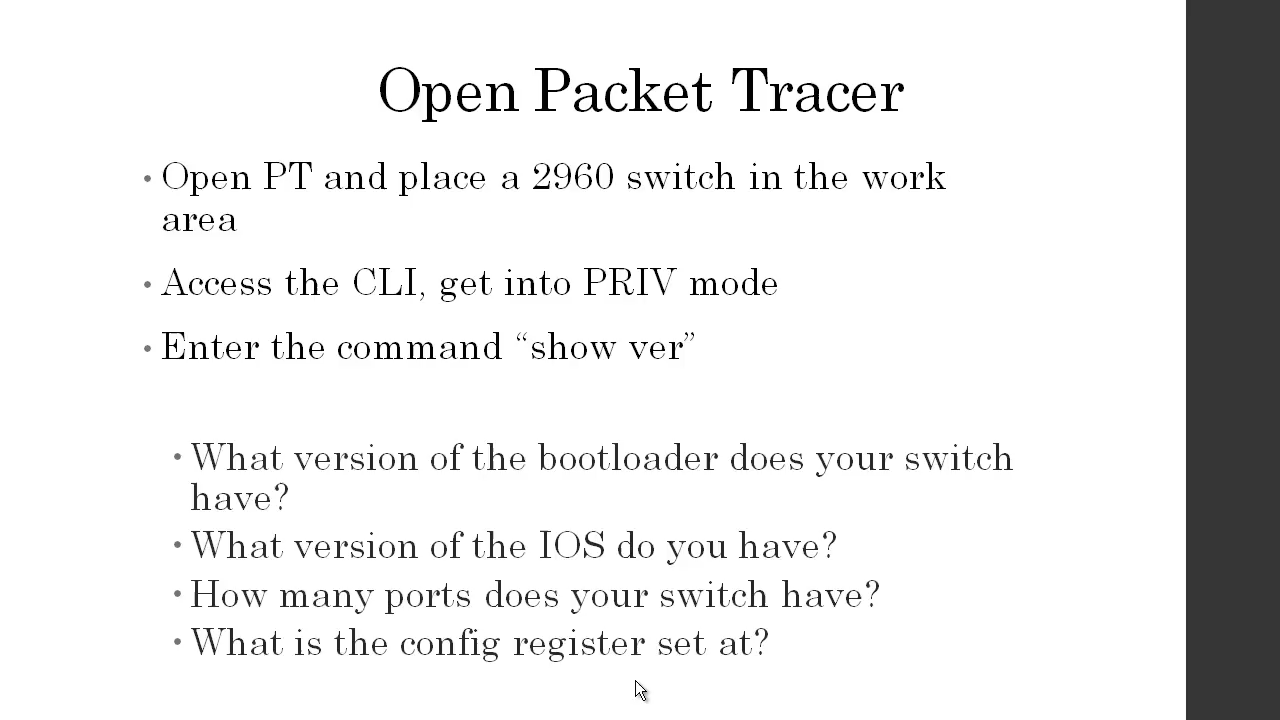 Open Packet Tracer
• Open PT and place a 2960 switch in the work
area
• Access the CLI, get into PRIV mode
• Enter the command “show ver”
• What version of the bootloader does your switch
have?
• What version of the IOS do you have?
• How many ports does your switch have?
• What is the config register set at?